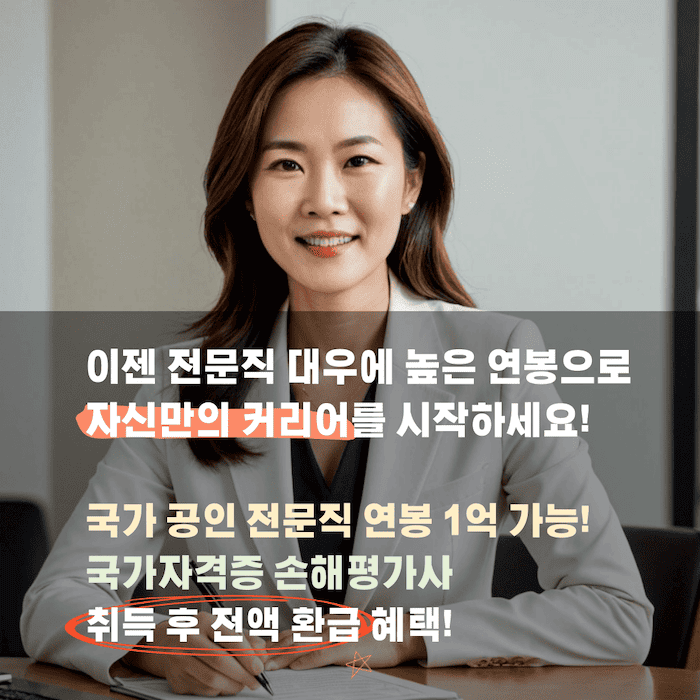 이젠 전문직 대우에 높은 연봉으로
자신만의 커리어를 시작하세요!
국가 공인 전문직 연봉 1억 가능!
국가자격증 손해평가사
취득 후 전액 환급 혜택!